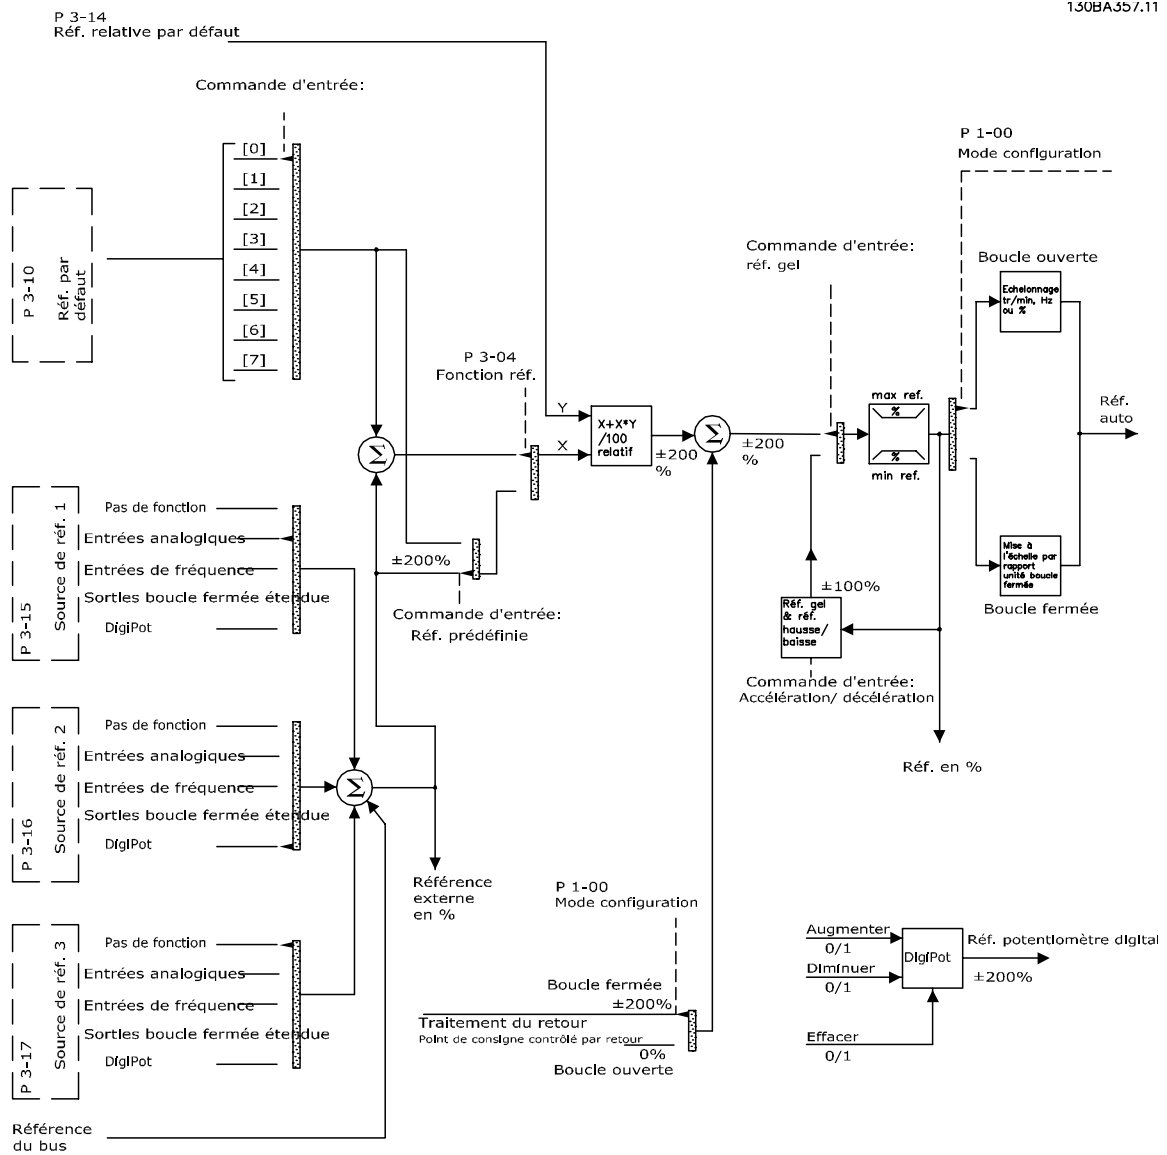 130BA357.11
P 3-14
Réf. relative par défaut
Commande d'entrée:
P 1-00
Mode configuration
[0]
[1]
[2]
[3]
[4]
[5]
[6]
[7]
P 3-10
Réf. par
défaut
Commande d'entrée:
réf. gel
Boucle ouverte
Echelonnage
tr/min, Hz
ou %
P 3-04
Fonction réf.
Y
X
X+X*Y
/100
relatif
±200
%
Σ
±200
%
max ref.
%
%
min ref.
Réf.
auto
Σ
P 3-15
Source de réf. 1
Pas de fonction
Entrées analogiques
Entrées de fréquence
Sorties boucle fermée étendue
DigiPot
±200%
Commande d'entrée:
Réf. prédéfinie
Mise à
l'échelle par
rapport
unité boucle
fermée
Boucle fermée
±100%
Réf. gel
& réf.
hausse/
baisse
Commande d'entrée:
Accélération/ décélération
Réf. en %
P 3-16
Source de réf. 2
Pas de fonction
Entrées analogiques
Entrées de fréquence
Sorties boucle fermée étendue
DigiPot
Σ
Référence
externe
en %
P 1-00
Mode configuration
P 3-17
Source de réf. 3
Pas de fonction
Entrées analogiques
Entrées de fréquence
Sorties boucle fermée étendue
DigiPot
Boucle fermée
±200%
Traitement du retour
Point de consigne contrôlé par retour
0%
Boucle ouverte
Augmenter
0/1
Diminuer
0/1
Effacer
0/1
DigiPot
Réf. potentiomètre digital
±200%
Référence
du bus